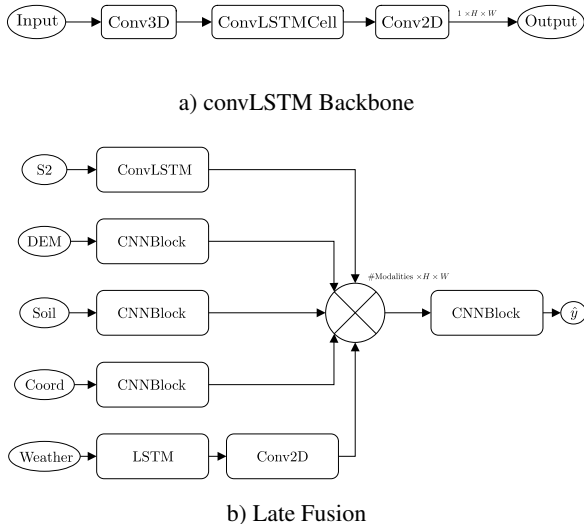 Input Conv3D ConvLSTMCell Conv2D 1 × H × W Output
a) convLSTM Backbone
S2 ConvLSTM
DEM CNNBlock
#Modalities × H × W
Soil CNNBlock CNNBlock ŷ
Coord CNNBlock
Weather LSTM Conv2D
b) Late Fusion